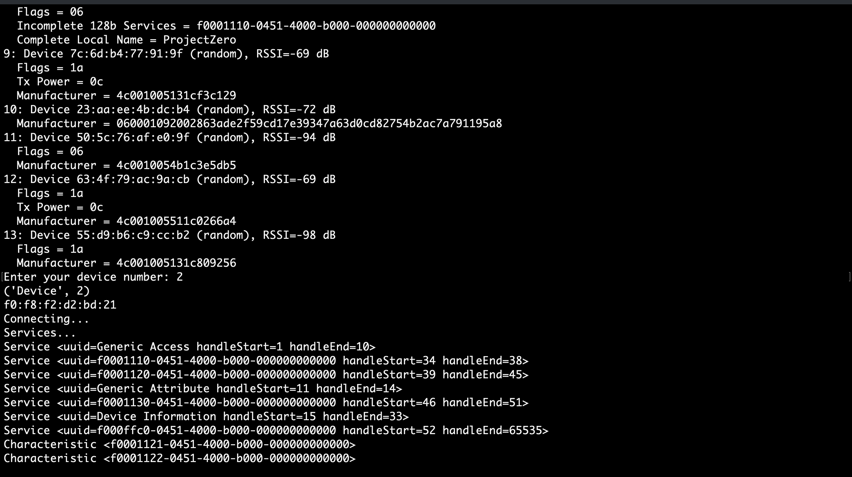 Flags = 06
Incomplete 128b Services = f0001110-0451-4000-b000-000000000000
Complete Local Name = ProjectZero
9: Device 7c:6d:b4:77:91:9f (random), RSSI=-69 dB
Flags = 1a
Tx Power = 0c
Manufacturer = 4c001005131cf3c129
10: Device 23:aa:ee:4b:dc:b4 (random), RSSI=-72 dB
Manufacturer = 060001092002863ade2f59cd17e39347a63d0cd82754b2ac7a791195a8
11: Device 50:5c:76:af:e0:9f (random), RSSI=-94 dB
Flags = 06
Manufacturer = 4c0010054b1c3e5db5
12: Device 63:4f:79:ac:9a:cb (random), RSSI=-69 dB
Flags = 1a
Tx Power = 0c
Manufacturer = 4c001005511c0266a4
13: Device 55:d9:b6:c9:cc:b2 (random), RSSI=-98 dB
Flags = 1a
Manufacturer = 4c001005131c809256
Enter your device number: 2
('Device', 2)
f0:f8:f2:d2:bd:21
Connecting...
Services...
Service <uuid=Generic Access handleStart=1 handleEnd=10>
Service <uuid=f0001110-0451-4000-b000-000000000000 handleStart=34 handleEnd=38>
Service <uuid=f0001120-0451-4000-b000-000000000000 handleStart=39 handleEnd=45>
Service <uuid=Generic Attribute handleStart=11 handleEnd=14>
Service <uuid=f0001130-0451-4000-b000-000000000000 handleStart=46 handleEnd=51>
Service <uuid=Device Information handleStart=15 handleEnd=33>
Service <uuid=f000ffc0-0451-4000-b000-000000000000 handleStart=52 handleEnd=65535>
Characteristic <f0001121-0451-4000-b000-000000000000>
Characteristic <f0001122-0451-4000-b000-000000000000>